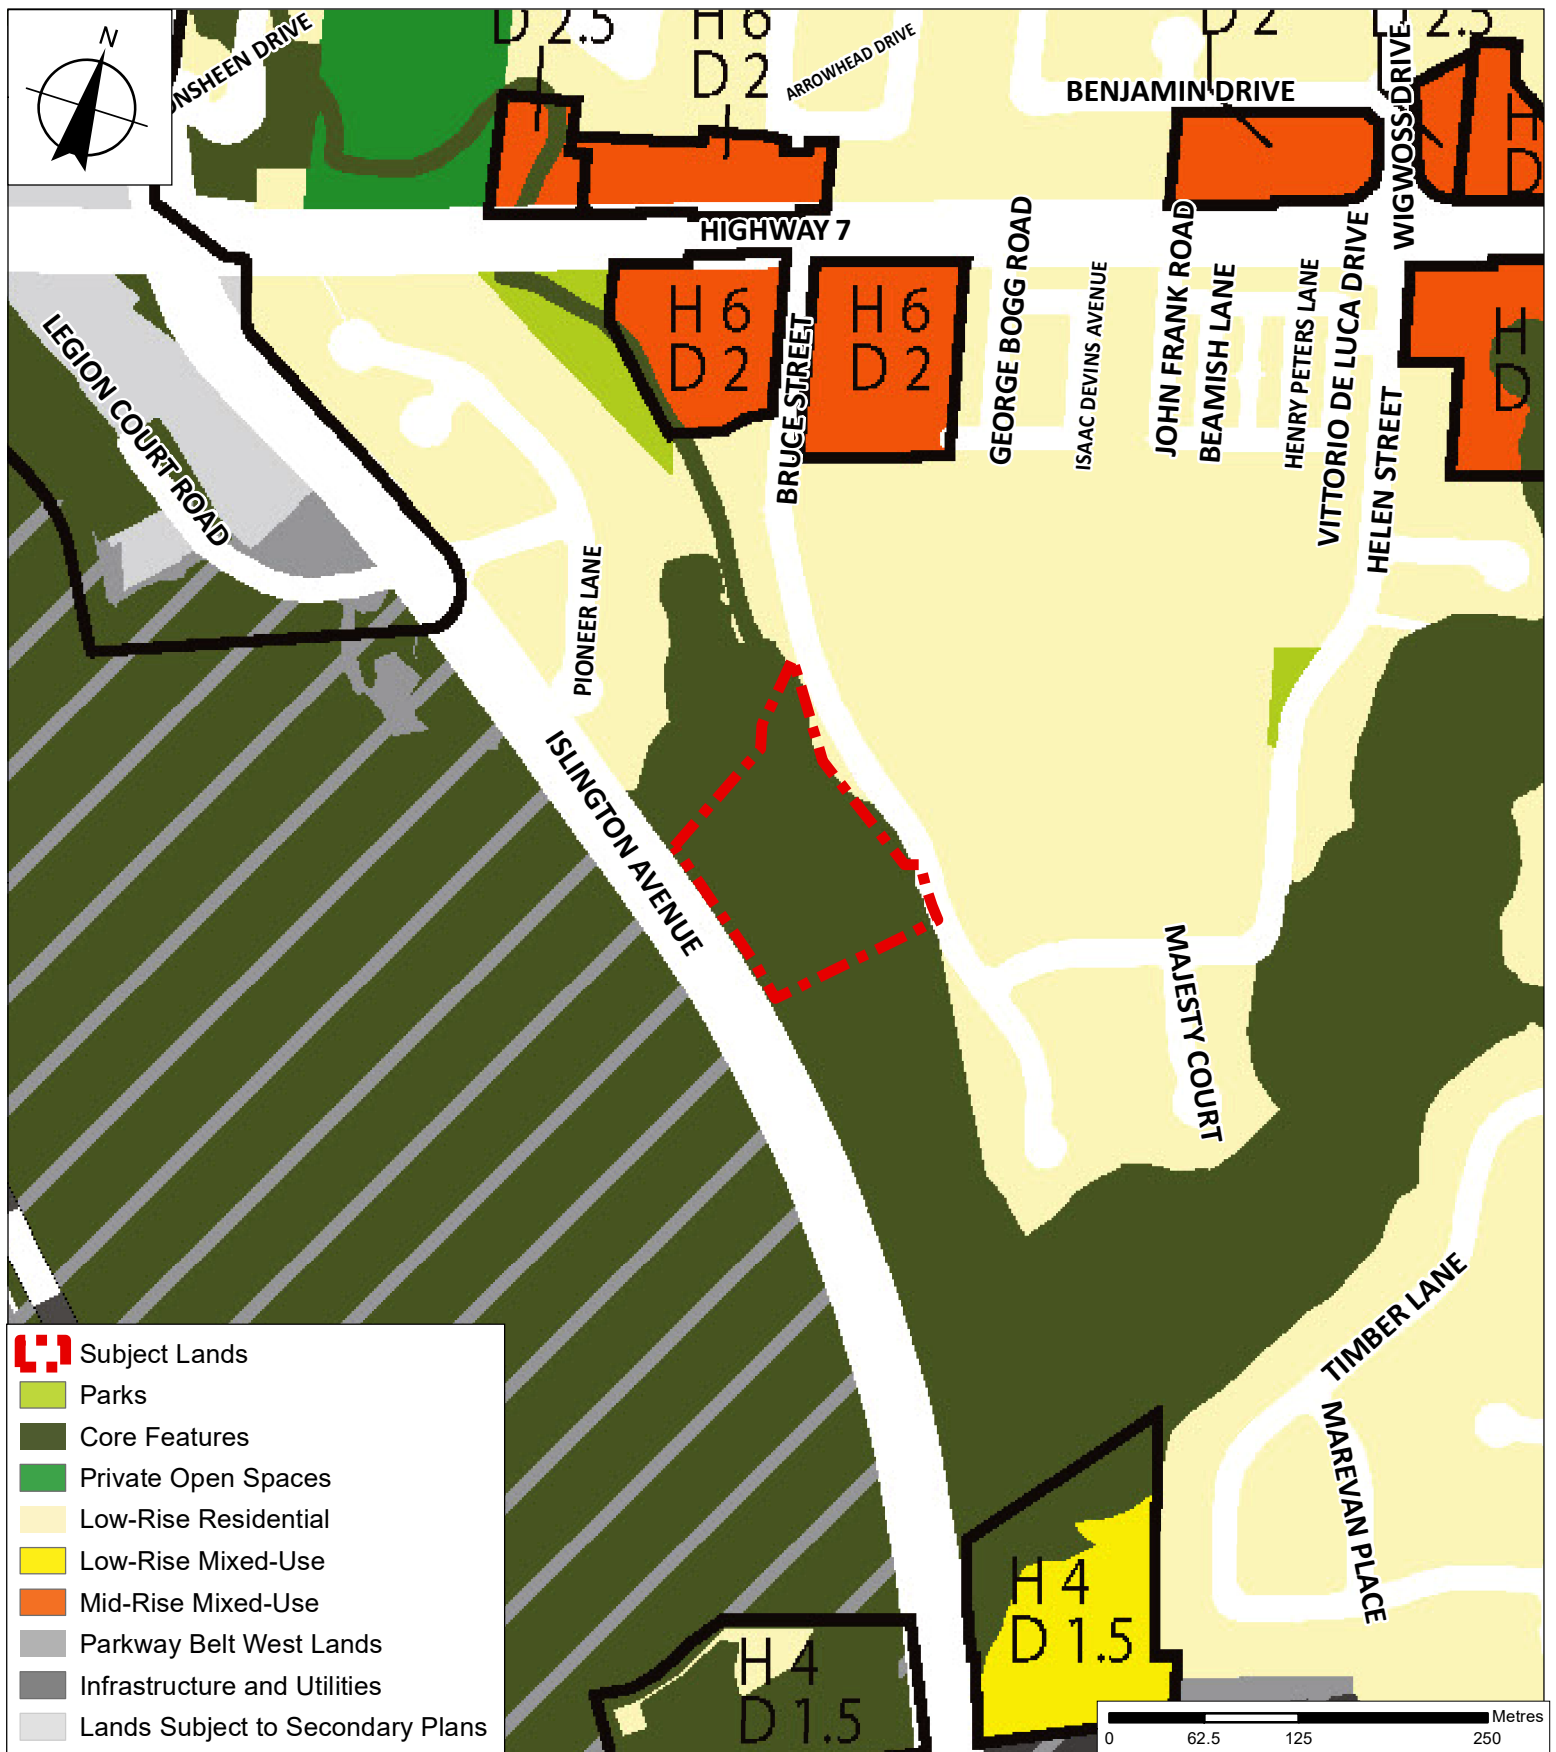 N
D 2.5
H 6
D 2
ARROWHEAD DRIVE
D 2
2.5
UNSHEEN DRIVE
BENJAMIN DRIVE
WIGWOSS DRIVE
H
D
HIGHWAY 7
H 6
D 2
BRUCE STREET
H 6
D 2
GEORGE BOGG ROAD
ISAAC DEVINS AVENUE
JOHN FRANK ROAD
BEAMISH LANE
HENRY PETERS LANE
VITTORIO DE LUCA DRIVE
HELEN STREET
H
D
LEGION COURT ROAD
PIONEER LANE
ISLINGTON AVENUE
MAJESTY COURT
TIMBER LANE
MAREVAN PLACE
H 4
D 1.5
H 4
D 1.5
Subject Lands
Parks
Core Features
Private Open Spaces
Low-Rise Residential
Low-Rise Mixed-Use
Mid-Rise Mixed-Use
Parkway Belt West Lands
Infrastructure and Utilities
Lands Subject to Secondary Plans
Metres
0 62.5 125 250